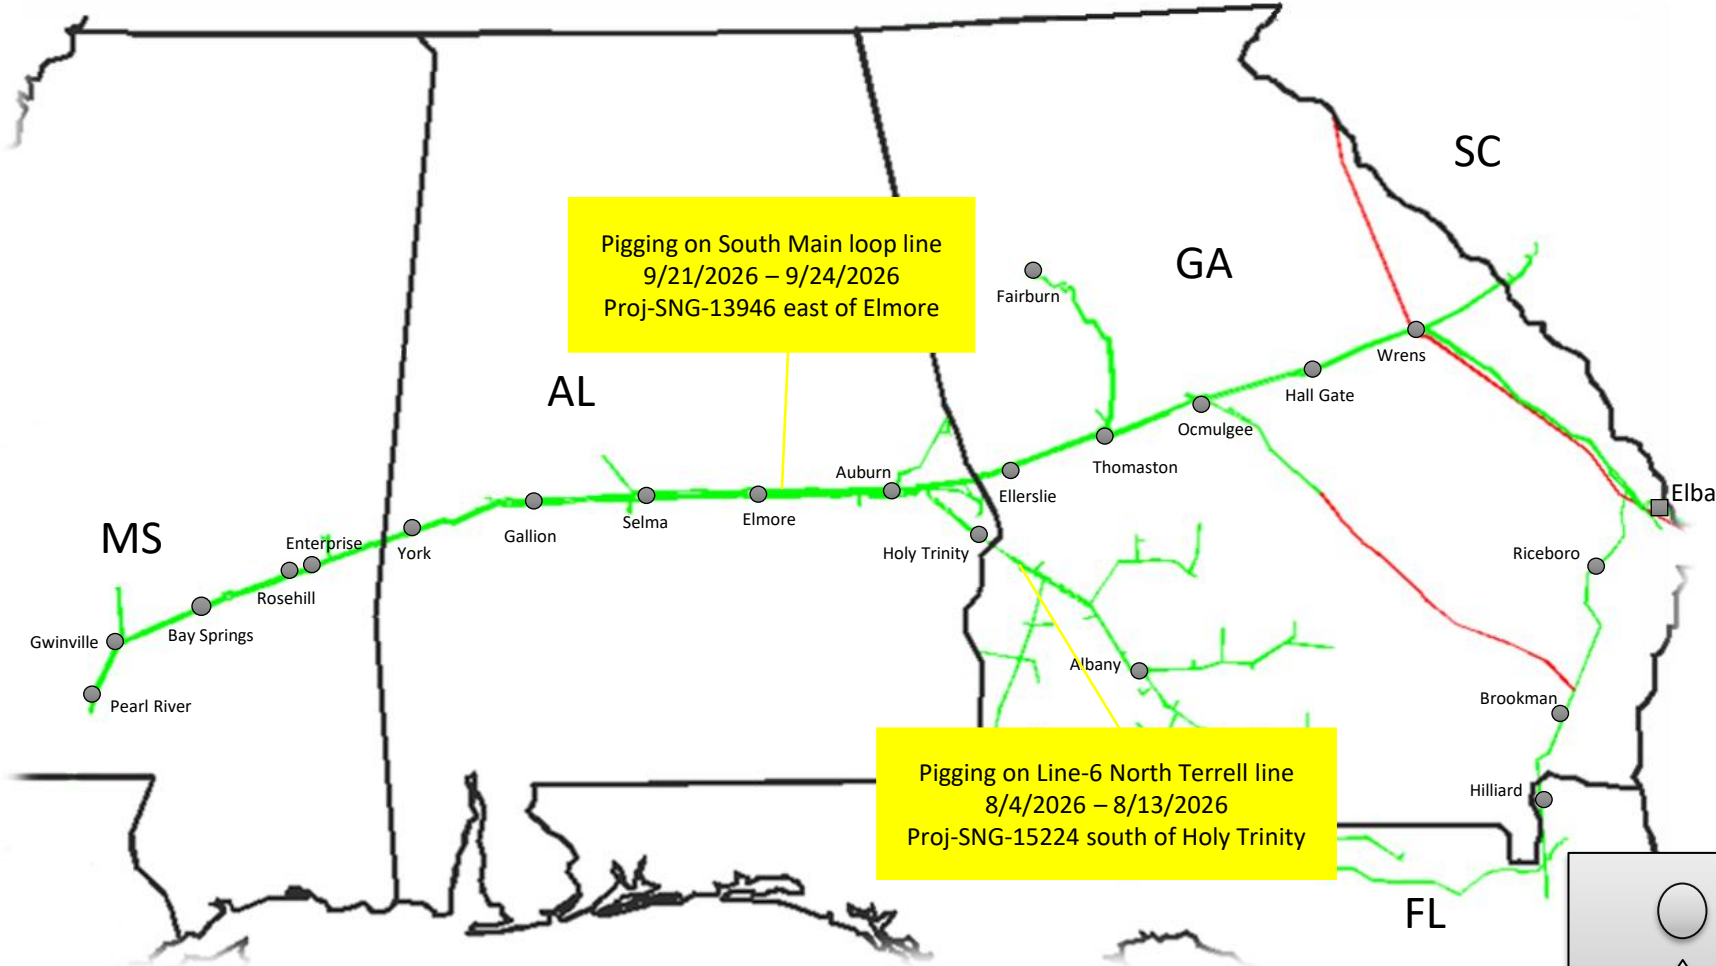 SC
Pigging on South Main loop line
9/21/2026 – 9/24/2026
Proj-SNG-13946 east of Elmore
GA
Fairburn
Wrens
Hall Gate
AL
Ocmulgee
Thomaston
Auburn
Ellerslie
Elba
Elmore
Selma
Gallion
MS
Enterprise
York
Holy Trinity
Riceboro
Rosehill
Bay Springs
Gwinville
Albany
Pearl River
Brookman
Pigging on Line-6 North Terrell line
8/4/2026 – 8/13/2026
Proj-SNG-15224 south of Holy Trinity
Hilliard
FL